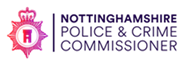 NOTTINGHAMSHIRE
POLICE & CRIME
COMMISSIONER